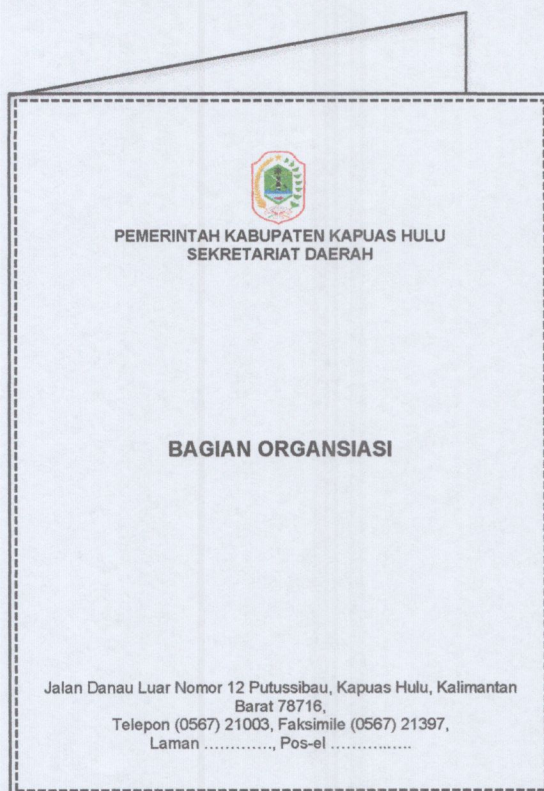 PEMERINTAH KABUPATEN KAPUAS HULU
SEKRETARIAT DAERAH
BAGIAN ORGANSIASI
Jalan Danau Luar Nomor 12 Putussibau, Kapuas Hulu, Kalimantan
Barat 78716,
Telepon (0567) 21003, Faksimile (0567) 21397,
Laman …………., Pos-el …………...